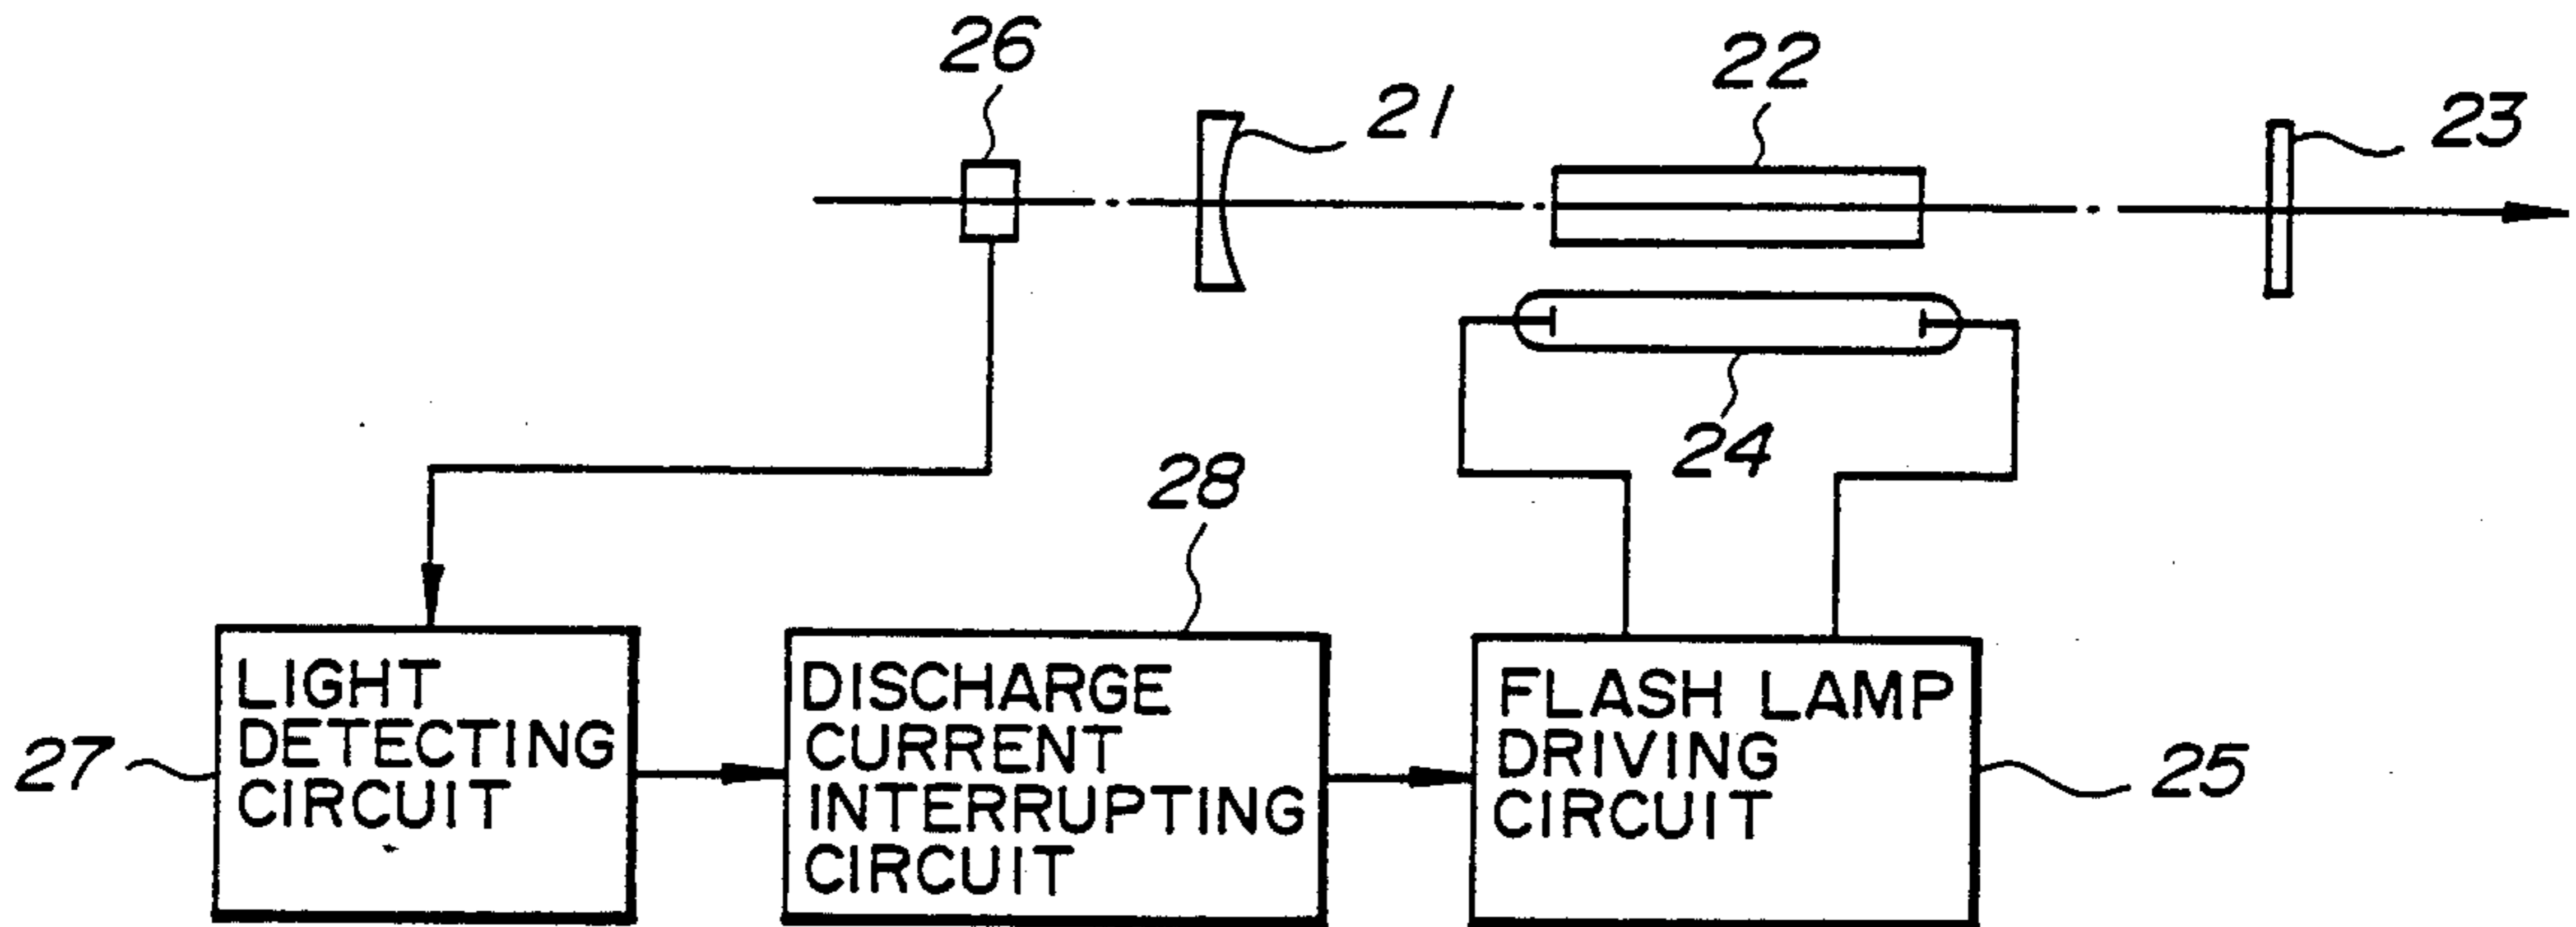 26
21
22
23
24
28
27
LIGHT
DETECTING
CIRCUIT
DISCHARGE
CURRENT
INTERRUPTING
CIRCUIT
FLASH LAMP
DRIVING
CIRCUIT
25